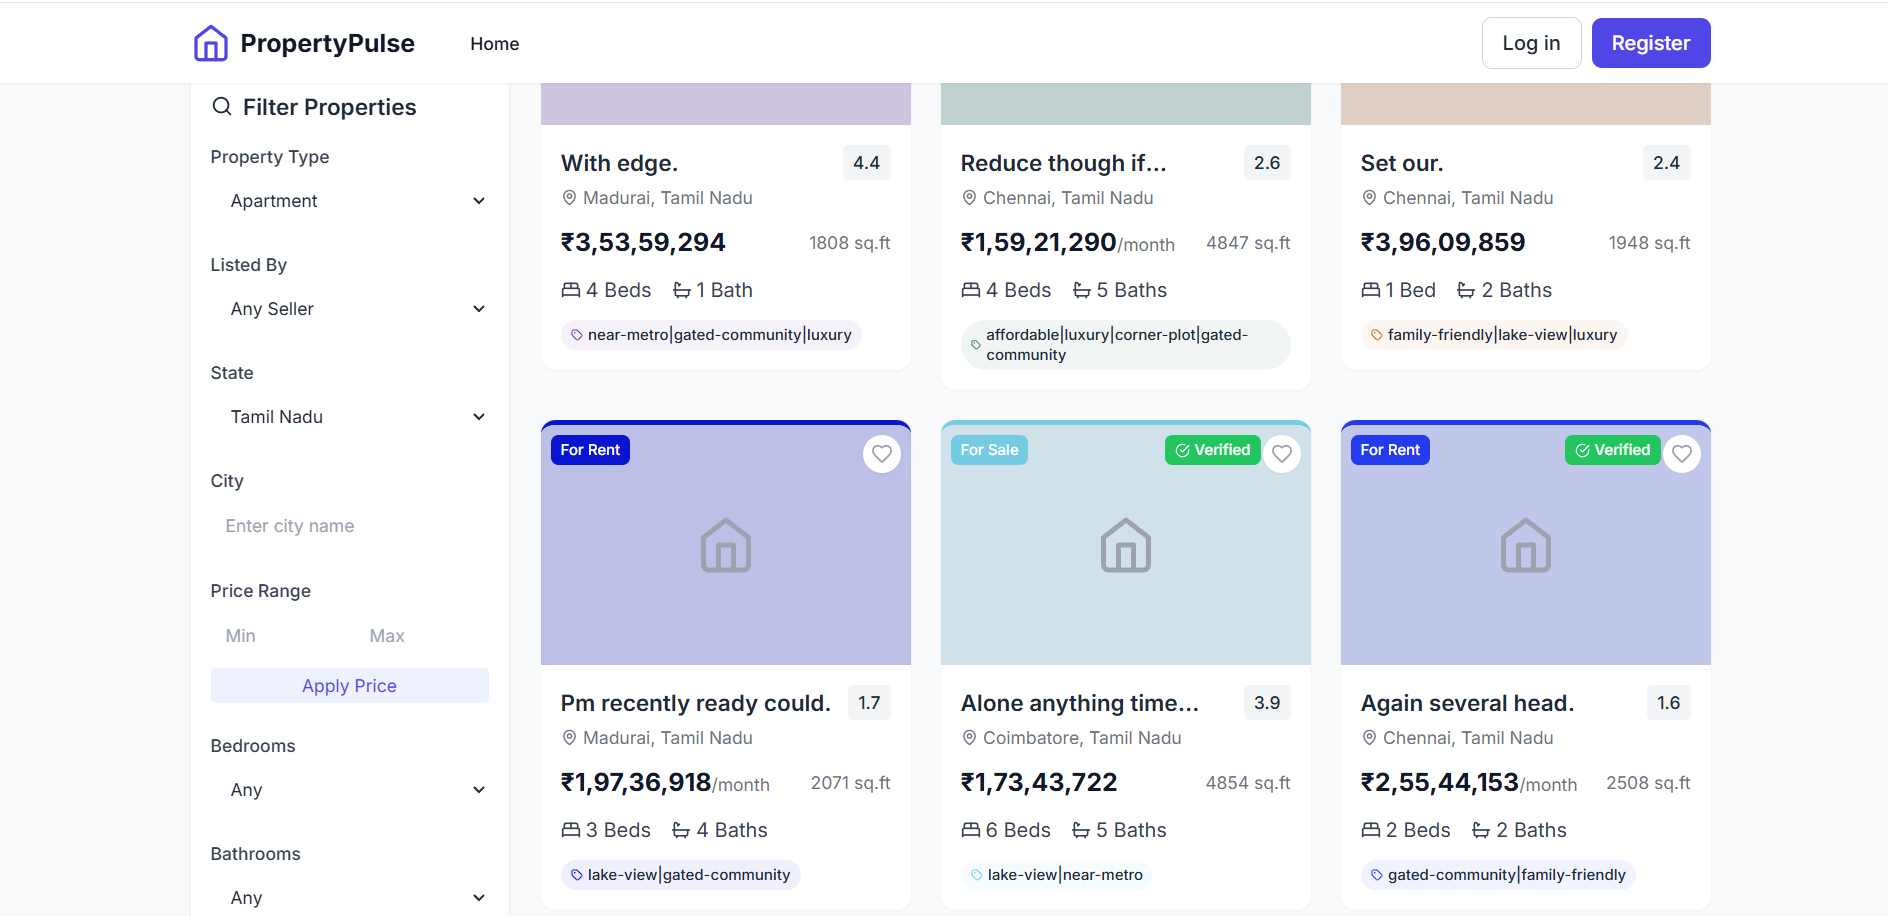 PropertyPulse
Home
Log in
Register
Filter Properties
Property Type
Apartment
Listed By
Any Seller
State
Tamil Nadu
City
Enter city name
Price Range
Min Max
Apply Price
Bedrooms
Any
Bathrooms
Any
With edge. 4.4
Madurai, Tamil Nadu
₹3,53,59,294 1808 sq.ft
4 Beds 1 Bath
near-metro|gated-community|luxury
Reduce though if... 2.6
Chennai, Tamil Nadu
₹1,59,21,290/month 4847 sq.ft
4 Beds 5 Baths
affordable|luxury|corner-plot|gated-
community
Set our. 2.4
Chennai, Tamil Nadu
₹3,96,09,859 1948 sq.ft
1 Bed 2 Baths
family-friendly|lake-view|luxury
For Rent
Pm recently ready could. 1.7
Madurai, Tamil Nadu
₹1,97,36,918/month 2071 sq.ft
3 Beds 4 Baths
lake-view|gated-community
For Sale Verified
Alone anything time... 3.9
Coimbatore, Tamil Nadu
₹1,73,43,722 4854 sq.ft
6 Beds 5 Baths
lake-view|near-metro
For Rent Verified
Again several head. 1.6
Chennai, Tamil Nadu
₹2,55,44,153/month 2508 sq.ft
2 Beds 2 Baths
gated-community|family-friendly